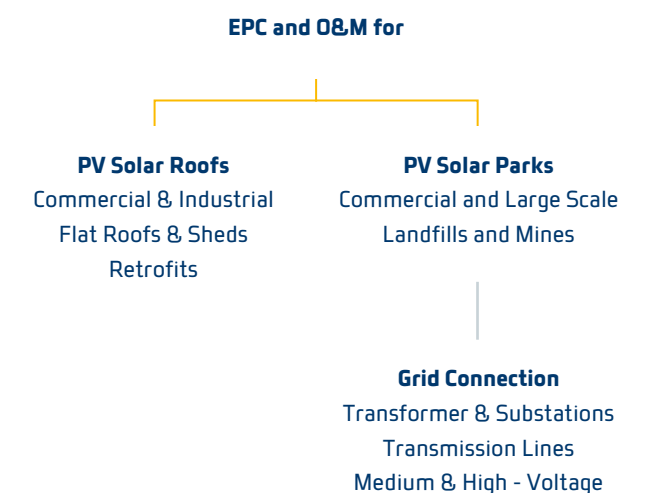 EPC and O&M for
PV Solar Roofs
Commercial & Industrial
Flat Roofs & Sheds
Retrofits
PV Solar Parks
Commercial and Large Scale
Landfills and Mines
Grid Connection
Transformer & Substations
Transmission Lines
Medium & High - Voltage